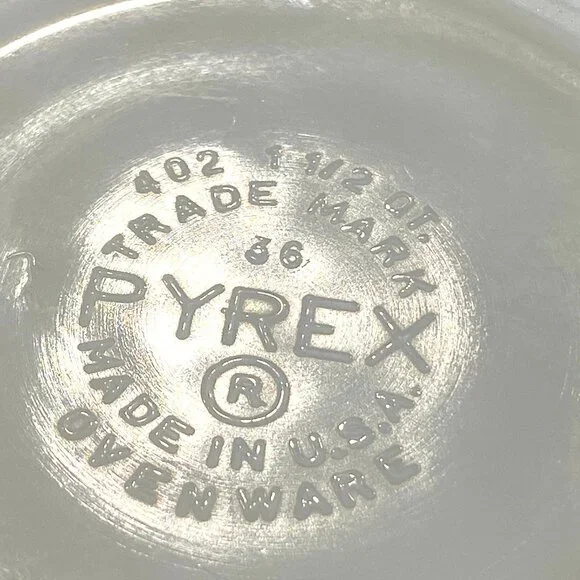 402 1 1/2 QT.
TRADE MARK
36
PYREX
®
MADE IN U.S.A.
OVENWARE